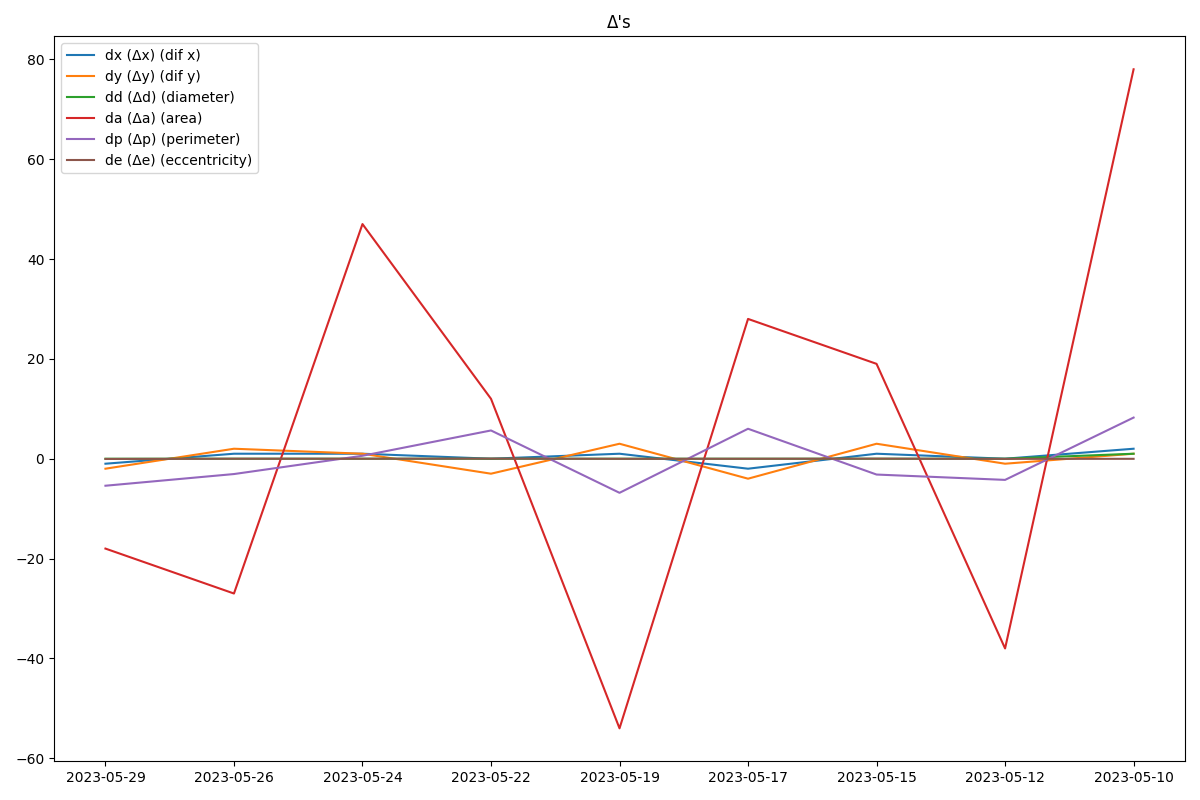 Δ's
dx (Δx) (dif x)
dy (Δy) (dif y)
dd (Δd) (diameter)
da (Δa) (area)
dp (Δp) (perimeter)
de (Δe) (eccentricity)
80
60
40
20
0
−20
−40
−60
2023-05-29 2023-05-26 2023-05-24 2023-05-22 2023-05-19 2023-05-17 2023-05-15 2023-05-12 2023-05-10